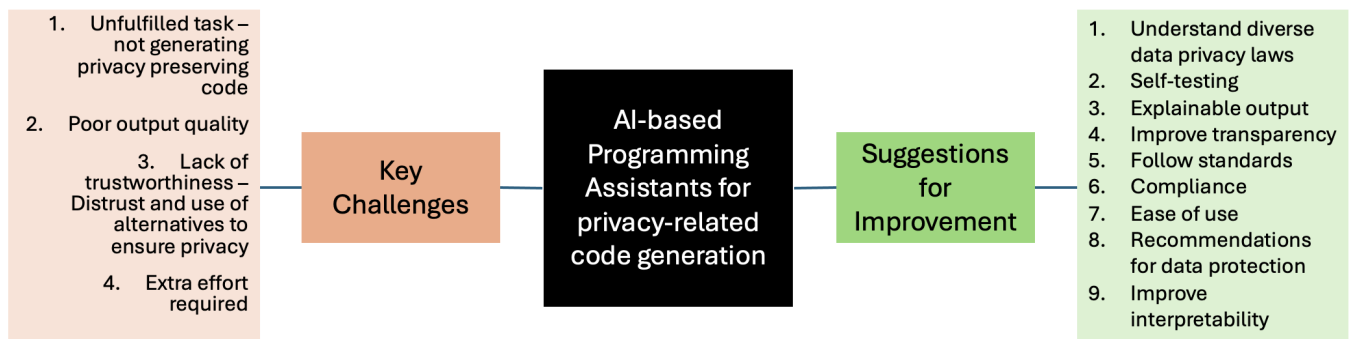 1. Unfulfilled task –
not generating
privacy preserving
code
2. Poor output quality
3. Lack of
trustworthiness –
Distrust and use of
alternatives to
ensure privacy
4. Extra effort
required
Key
Challenges
AI-based
Programming
Assistants for
privacy-related
code generation
Suggestions
for
Improvement
1. Understand diverse
data privacy laws
2. Self-testing
3. Explainable output
4. Improve transparency
5. Follow standards
6. Compliance
7. Ease of use
8. Recommendations
for data protection
9. Improve
interpretability